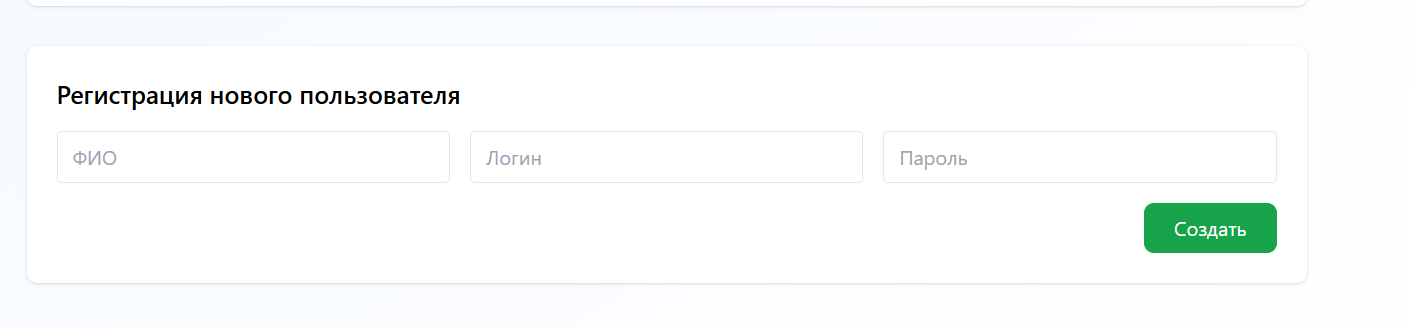 Регистрация нового пользователя
ФИО
Логин
Пароль
Создать